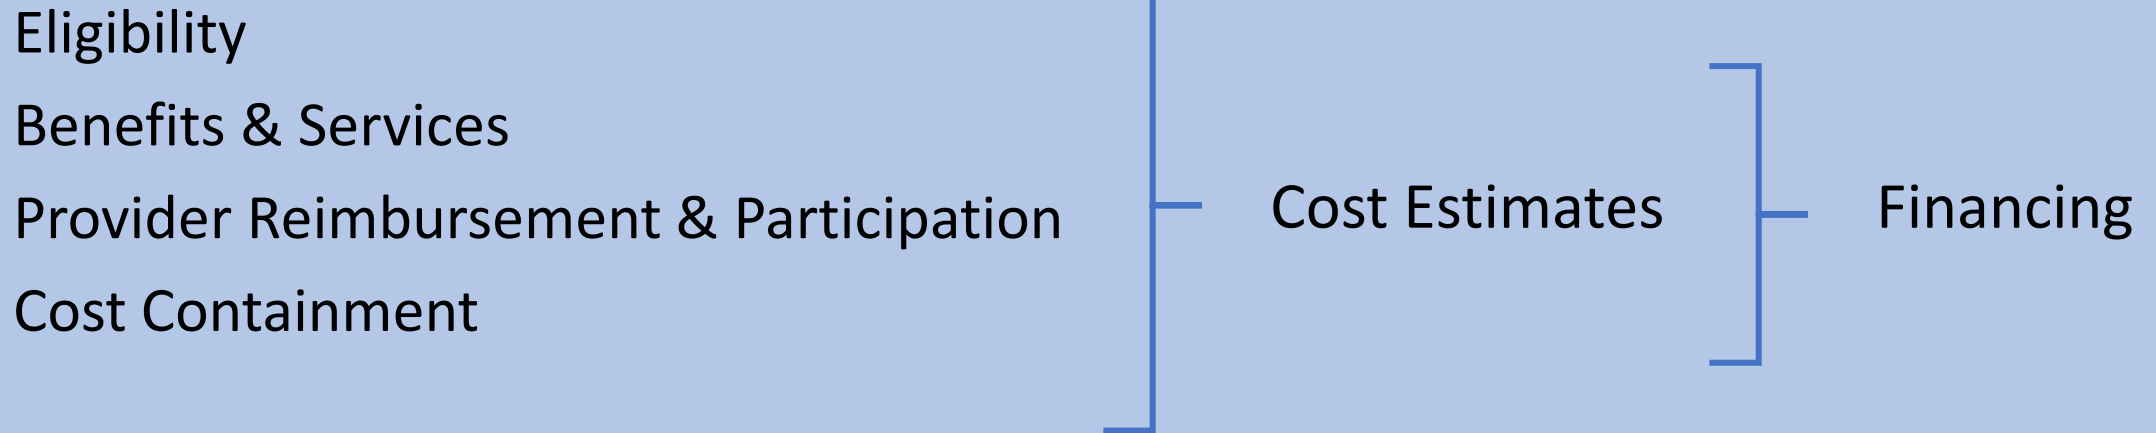 Eligibility
Benefits & Services
Provider Reimbursement & Participation
Cost Containment
Cost Estimates
Financing